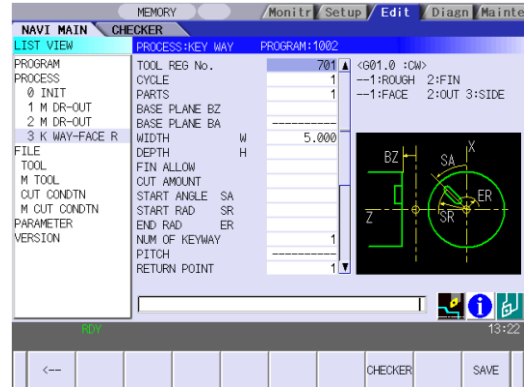 MEMORY Monitr Setup Edit Diagn Mainte
NAVI MAIN CHECKER
LIST VIEW PROCESS:KEY WAY PROGRAM:1002
PROGRAM
PROCESS
0 INIT
1 M DR-OUT
2 M DR-OUT
3 K WAY-FACE R
FILE
TOOL
M TOOL
CUT CONDTN
M CUT CONDTN
PARAMETER
VERSION
TOOL REG No. 701
CYCLE 1
PARTS 1
BASE PLANE BZ
BASE PLANE BA ----------
WIDTH W 5.000
DEPTH H
FIN ALLOW
CUT AMOUNT
START ANGLE SA
START RAD SR
END RAD ER
NUM OF KEYWAY 1
PITCH ----------
RETURN POINT 1
<G01.0 :CW>
--1:ROUGH 2:FIN
--1:FACE 2:OUT 3:SIDE
BZ
SA
X
ER
Z
SR
RDY 13:22
<-- CHECKER SAVE